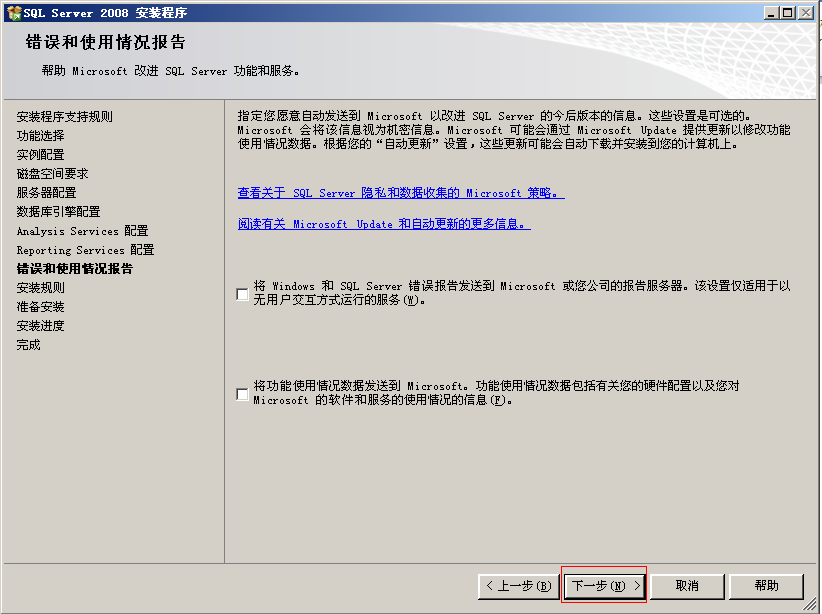 SQL Server 2008 安装程序
错误和使用情况报告
帮助 Microsoft 改进 SQL Server 功能和服务。
安装程序支持规则
功能选择
实例配置
磁盘空间要求
服务器配置
数据库引擎配置
Analysis Services 配置
Reporting Services 配置
错误和使用情况报告
安装规则
准备安装
安装进度
完成
指定您愿意自动发送到 Microsoft 以改进 SQL Server 的今后版本的信息。这些设置是可选的。
Microsoft 会将该信息视为机密信息。Microsoft 可能会通过 Microsoft Update 提供更新以修改功能
使用情况数据。根据您的“自动更新”设置，这些更新可能会自动下载并安装到您的计算机上。
查看关于 SQL Server 隐私和数据收集的 Microsoft 策略。
阅读有关 Microsoft Update 和自动更新的更多信息。
将 Windows 和 SQL Server 错误报告发送到 Microsoft 或您公司的报告服务器。该设置仅适用于以
无用户交互方式运行的服务(W)。
将功能使用情况数据发送到 Microsoft。功能使用情况数据包括有关您的硬件配置以及您对
Microsoft 的软件和服务的使用情况的信息(F)。
< 上一步(B) 下一步(N) > 取消 帮助